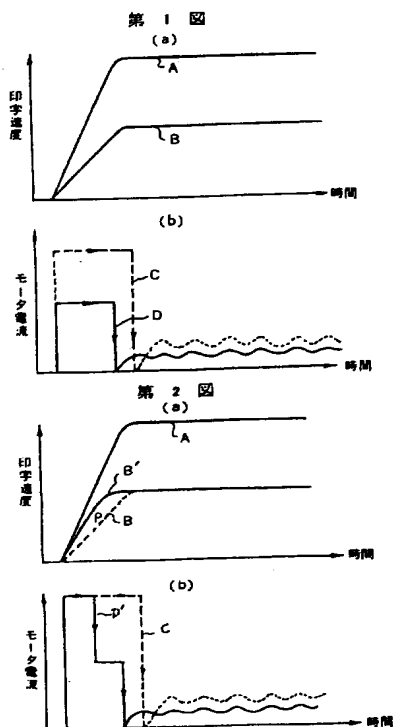 第 1 図
(a)
印字速度
A
B
時間
(b)
モータ電流
C
D
時間
第 2 図
(a)
印字速度
A
B′
P
B
時間
(b)
モータ電流
D′
C
時間